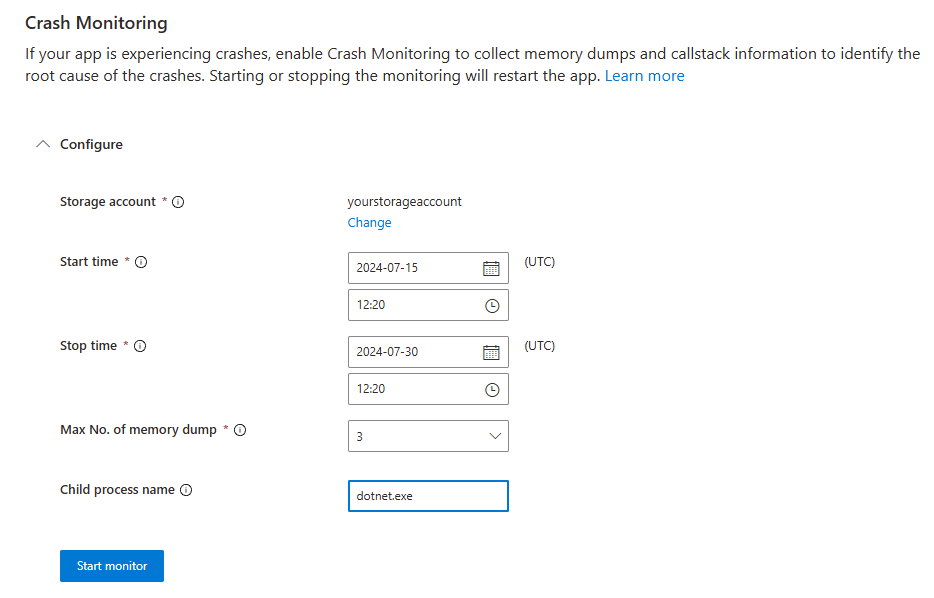 Crash Monitoring
If your app is experiencing crashes, enable Crash Monitoring to collect memory dumps and callstack information to identify the
root cause of the crashes. Starting or stopping the monitoring will restart the app. Learn more
Configure
Storage account *
yourstorageaccount
Change
Start time *
2024-07-15
(UTC)
12:20
Stop time *
2024-07-30
(UTC)
12:20
Max No. of memory dump *
3
Child process name
dotnet.exe
Start monitor